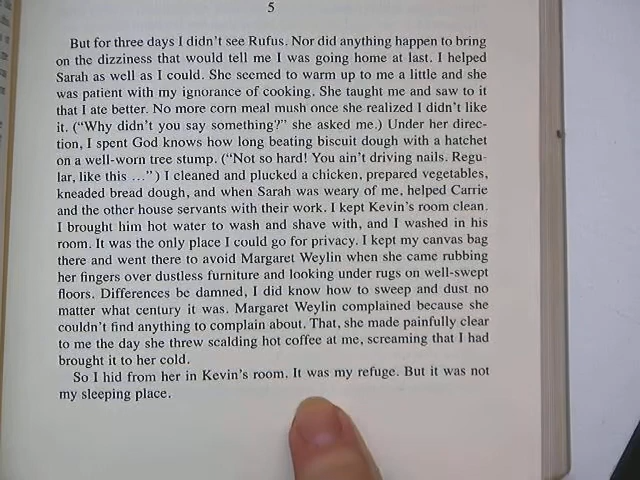 5
But for three days I didn't see Rufus. Nor did anything happen to bring
on the dizziness that would tell me I was going home at last. I helped
Sarah as well as I could. She seemed to warm up to me a little and she
was patient with my ignorance of cooking. She taught me and saw to it
that I ate better. No more corn meal mush once she realized I didn't like
it. ("Why didn't you say something?" she asked me.) Under her direc-
tion, I spent God knows how long beating biscuit dough with a hatchet
on a well-worn tree stump. ("Not so hard! You ain't driving nails. Regu-
lar, like this …") I cleaned and plucked a chicken, prepared vegetables,
kneaded bread dough, and when Sarah was weary of me, helped Carrie
and the other house servants with their work. I kept Kevin's room clean.
I brought him hot water to wash and shave with, and I washed in his
room. It was the only place I could go for privacy. I kept my canvas bag
there and went there to avoid Margaret Weylin when she came rubbing
her fingers over dustless furniture and looking under rugs on well-swept
floors. Differences be damned, I did know how to sweep and dust no
matter what century it was. Margaret Weylin complained because she
couldn't find anything to complain about. That, she made painfully clear
to me the day she threw scalding hot coffee at me, screaming that I had
brought it to her cold.
So I hid from her in Kevin's room. It was my refuge. But it was not
my sleeping place.